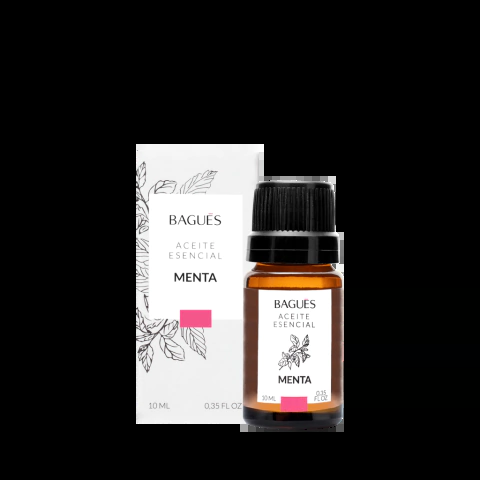 BAGUÉS
ACEITE
ESENCIAL
MENTA
10 ML 0,35 FL OZ
BAGUÉS
ACEITE
ESENCIAL
MENTA
10 ML 0,35
FL OZ